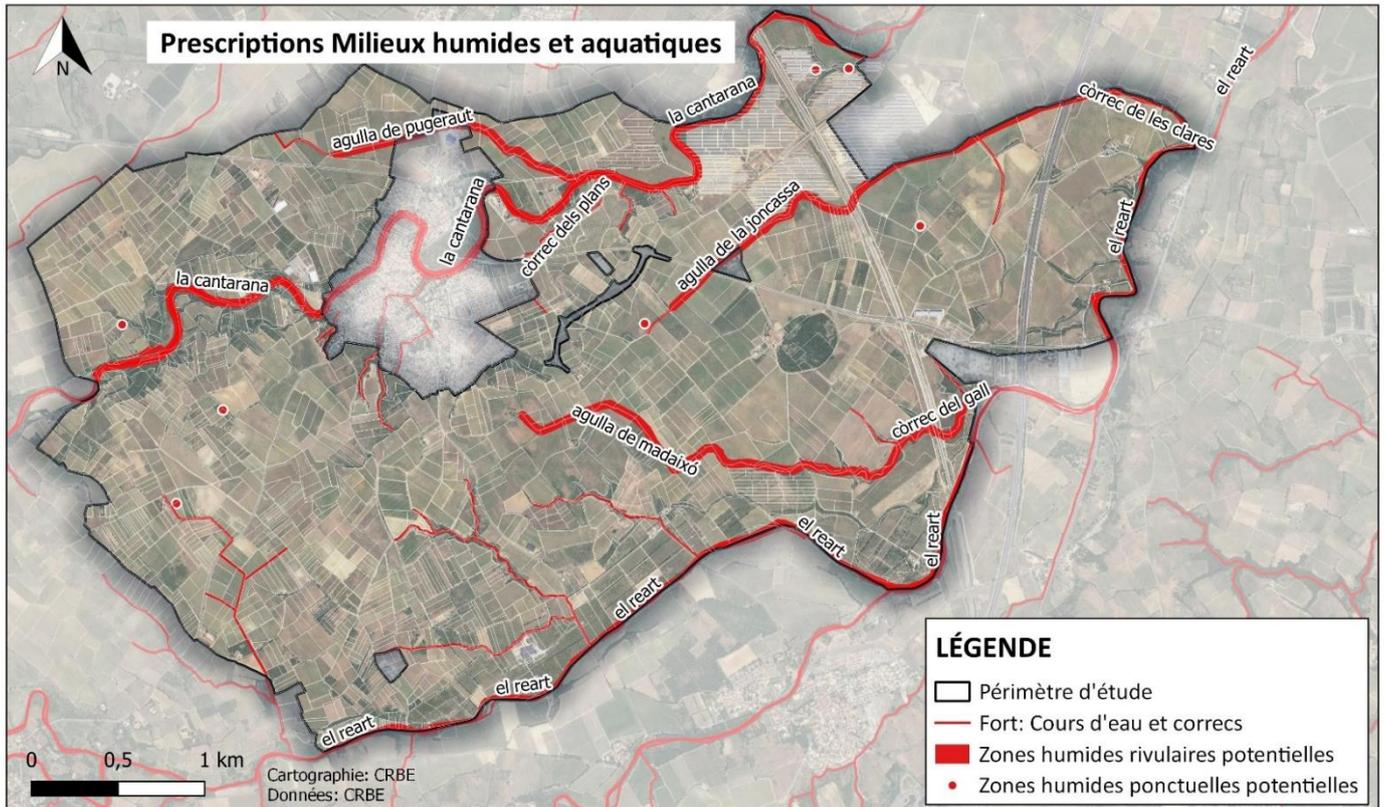 Prescriptions Milieux humides et aquatiques
N
la cantarana
el reart
còrrec de les clares
agulla de pugeraut
la cantarana
còrrec dels plans
agulla de la joncassa
el reart
la cantarana
agulla de madaixó
còrrec del gall
el reart
el reart
el reart
el reart
el reart
LÉGENDE
Périmètre d'étude
Fort: Cours d'eau et correcs
Zones humides rivulaires potentielles
Zones humides ponctuelles potentielles
0 0,5 1 km
Cartographie: CRBE
Données: CRBE